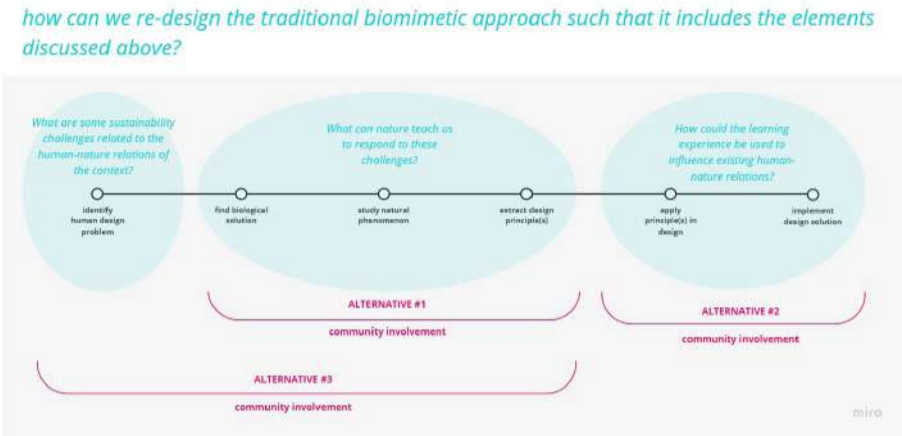 how can we re-design the traditional biomimetic approach such that it includes the elements
discussed above?
What are some sustainability
challenges related to the
human-nature relations of
the context?
What can nature teach us
to respond to these
challenges?
How could the learning
experience be used to
influence existing human-
nature relations?
identify
human design
problem
find biological
solution
study natural
phenomenon
extract design
principle(s)
apply
principle(s) in
design
implement
design solution
ALTERNATIVE #1
community involvement
ALTERNATIVE #2
community involvement
ALTERNATIVE #3
community involvement
miro